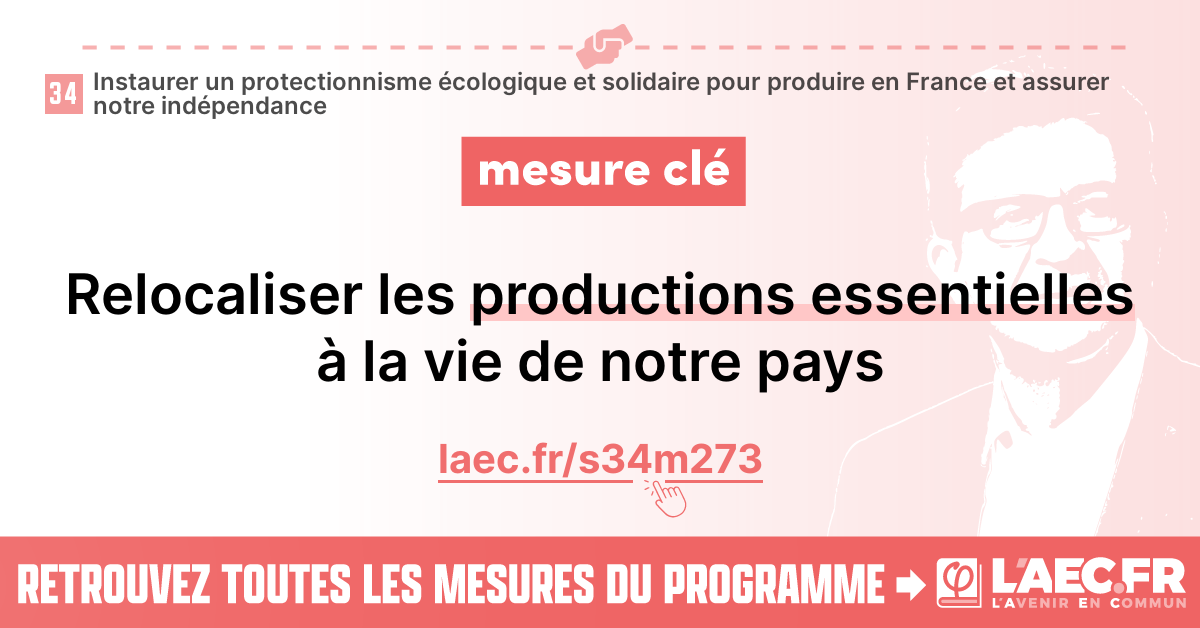 34
Instaurer un protectionnisme écologique et solidaire pour produire en France et assurer
notre indépendance
mesure clé
Relocaliser les productions essentielles
à la vie de notre pays
laec.fr/s34m273
RETROUVEZ TOUTES LES MESURES DU PROGRAMME
φ
L'AEC.FR
L'AVENIR EN COMMUN